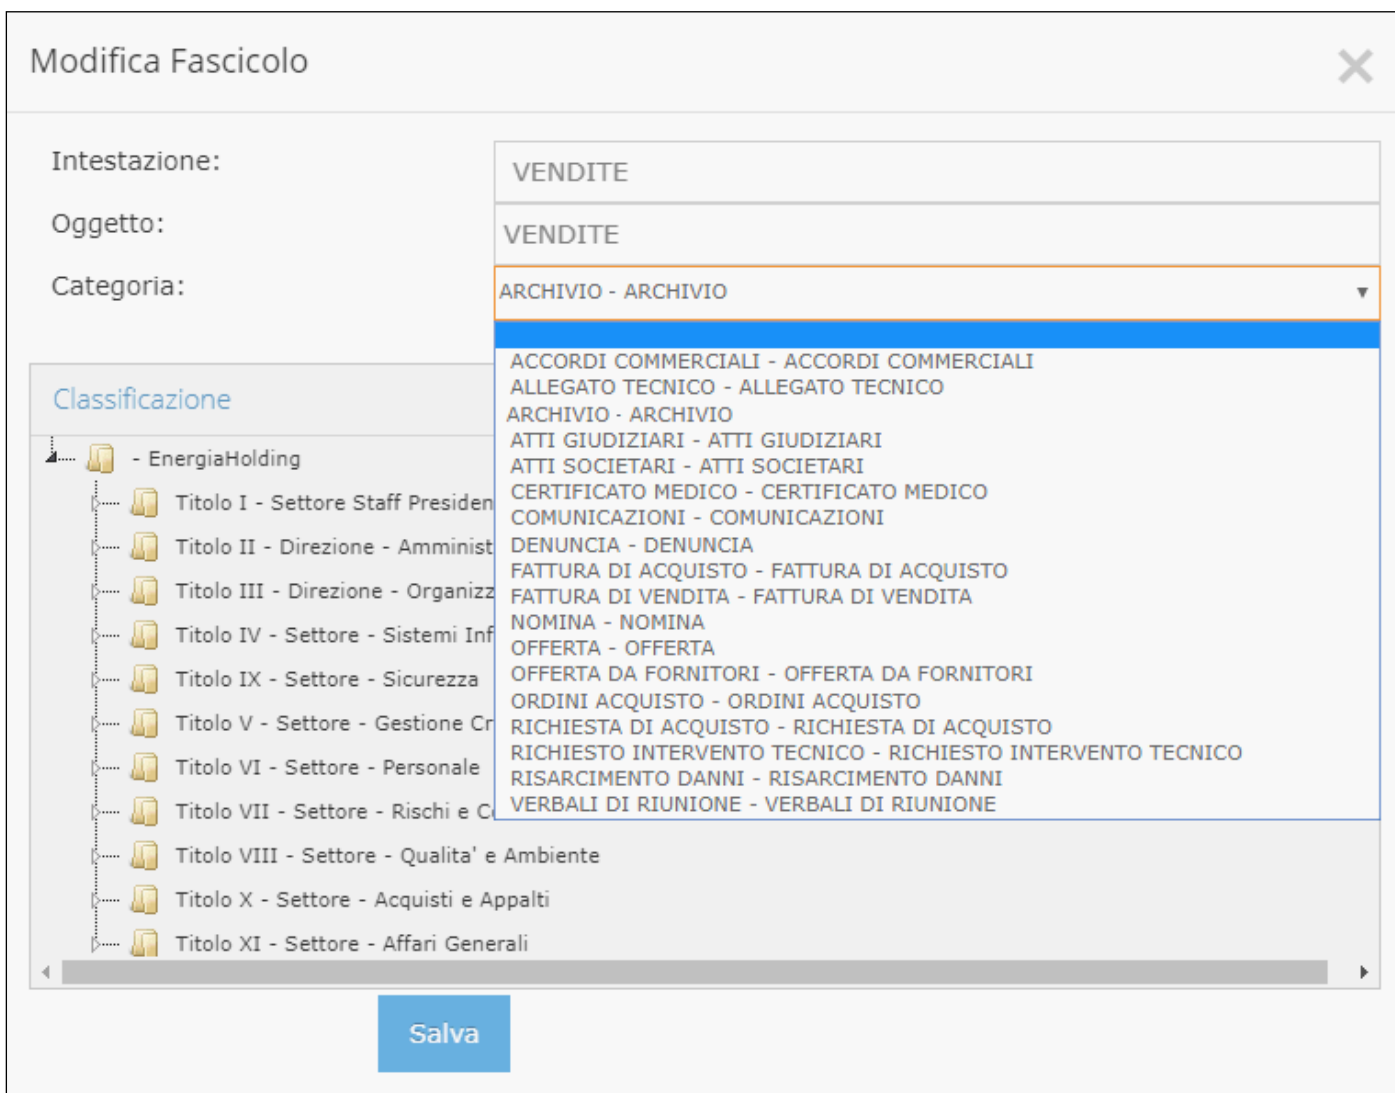 Modifica Fascicolo
Intestazione:
VENDITE
Oggetto:
VENDITE
Categoria:
ARCHIVIO - ARCHIVIO
ACCORDI COMMERCIALI - ACCORDI COMMERCIALI
ALLEGATO TECNICO - ALLEGATO TECNICO
ARCHIVIO - ARCHIVIO
ATTI GIUDIZIARI - ATTI GIUDIZIARI
ATTI SOCIETARI - ATTI SOCIETARI
CERTIFICATO MEDICO - CERTIFICATO MEDICO
COMUNICAZIONI - COMUNICAZIONI
DENUNCIA - DENUNCIA
FATTURA DI ACQUISTO - FATTURA DI ACQUISTO
FATTURA DI VENDITA - FATTURA DI VENDITA
NOMINA - NOMINA
OFFERTA - OFFERTA
OFFERTA DA FORNITORI - OFFERTA DA FORNITORI
ORDINI ACQUISTO - ORDINI ACQUISTO
RICHIESTA DI ACQUISTO - RICHIESTA DI ACQUISTO
RICHIESTO INTERVENTO TECNICO - RICHIESTO INTERVENTO TECNICO
RISARCIMENTO DANNI - RISARCIMENTO DANNI
VERBALI DI RIUNIONE - VERBALI DI RIUNIONE
Classificazione
- EnergiaHolding
Titolo I - Settore Staff Presiden
Titolo II - Direzione - Amminist
Titolo III - Direzione - Organizz
Titolo IV - Settore - Sistemi Inf
Titolo IX - Settore - Sicurezza
Titolo V - Settore - Gestione Cr
Titolo VI - Settore - Personale
Titolo VII - Settore - Rischi e C
Titolo VIII - Settore - Qualita' e Ambiente
Titolo X - Settore - Acquisti e Appalti
Titolo XI - Settore - Affari Generali
Salva